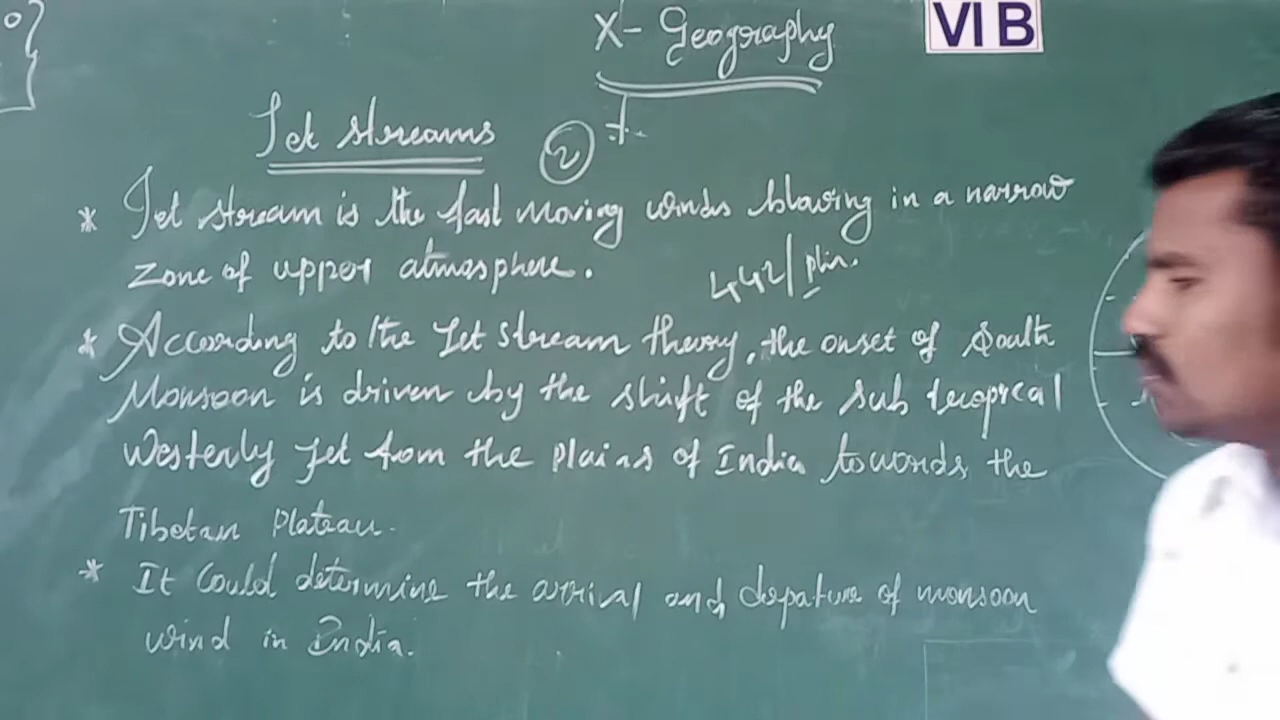 X- Geography
VI B
Jet streams
2
* Jet stream is the fast moving winds blowing in a narrow
zone of upper atmosphere.
442/
* According to the Jet stream theory, the onset of South
Monsoon is driven by the shift of the sub tropical
Westerly jet from the plains of India towards the
Tibetan Plateau.
* It Could determine the arrival and depature of monsoon
wind in India.